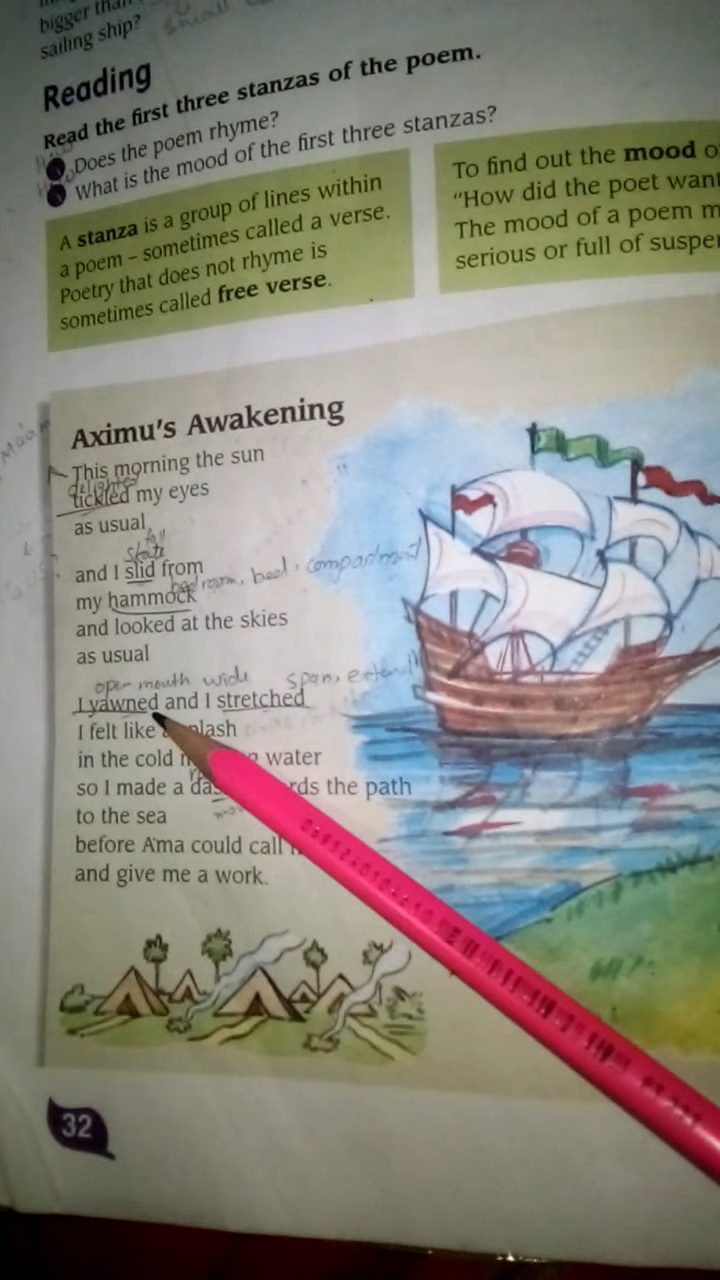 bigger than
sailing ship?
small
Reading
Read the first three stanzas of the poem.
Does the poem rhyme?
What is the mood of the first three stanzas?
A stanza is a group of lines within
a poem – sometimes called a verse.
Poetry that does not rhyme is
sometimes called free verse.
To find out the mood o
"How did the poet want
The mood of a poem m
serious or full of suspe
Aximu's Awakening
This morning the sun
delighted
tickled my eyes
as usual
fall
state
and I slid from
bedroom, bed, compartment
my hammock
and looked at the skies
as usual
open mouth wide span, extend
I yawned and I stretched
I felt like plash
in the cold water
so I made a das rds the path
to the sea
before Ama could call
and give me a work.
32